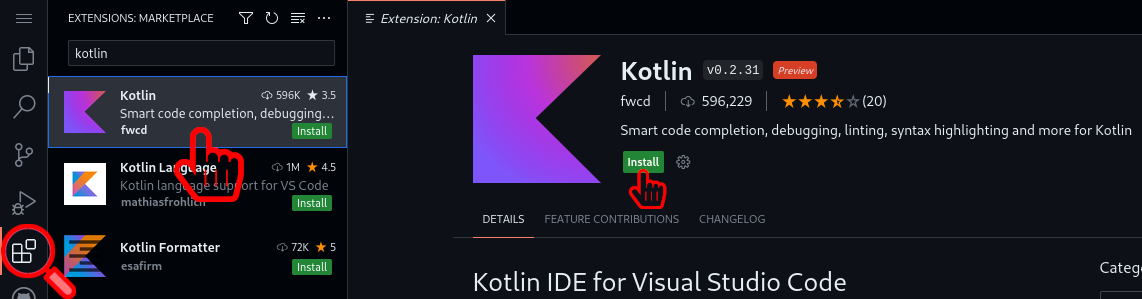 EXTENSIONS: MARKETPLACE
kotlin
Kotlin 596K ★ 3.5
Smart code completion, debugging...
fwcd Install
Kotlin Language 1M ★ 4.5
Kotlin language support for VS Code
mathiasfrohlich Install
Kotlin Formatter 72K ★ 5
esafirm Install
Extension: Kotlin
Kotlin v0.2.31 Preview
fwcd 596,229 (20)
Smart code completion, debugging, linting, syntax highlighting and more for Kotlin
Install
DETAILS FEATURE CONTRIBUTIONS CHANGELOG
Kotlin IDE for Visual Studio Code
Categ